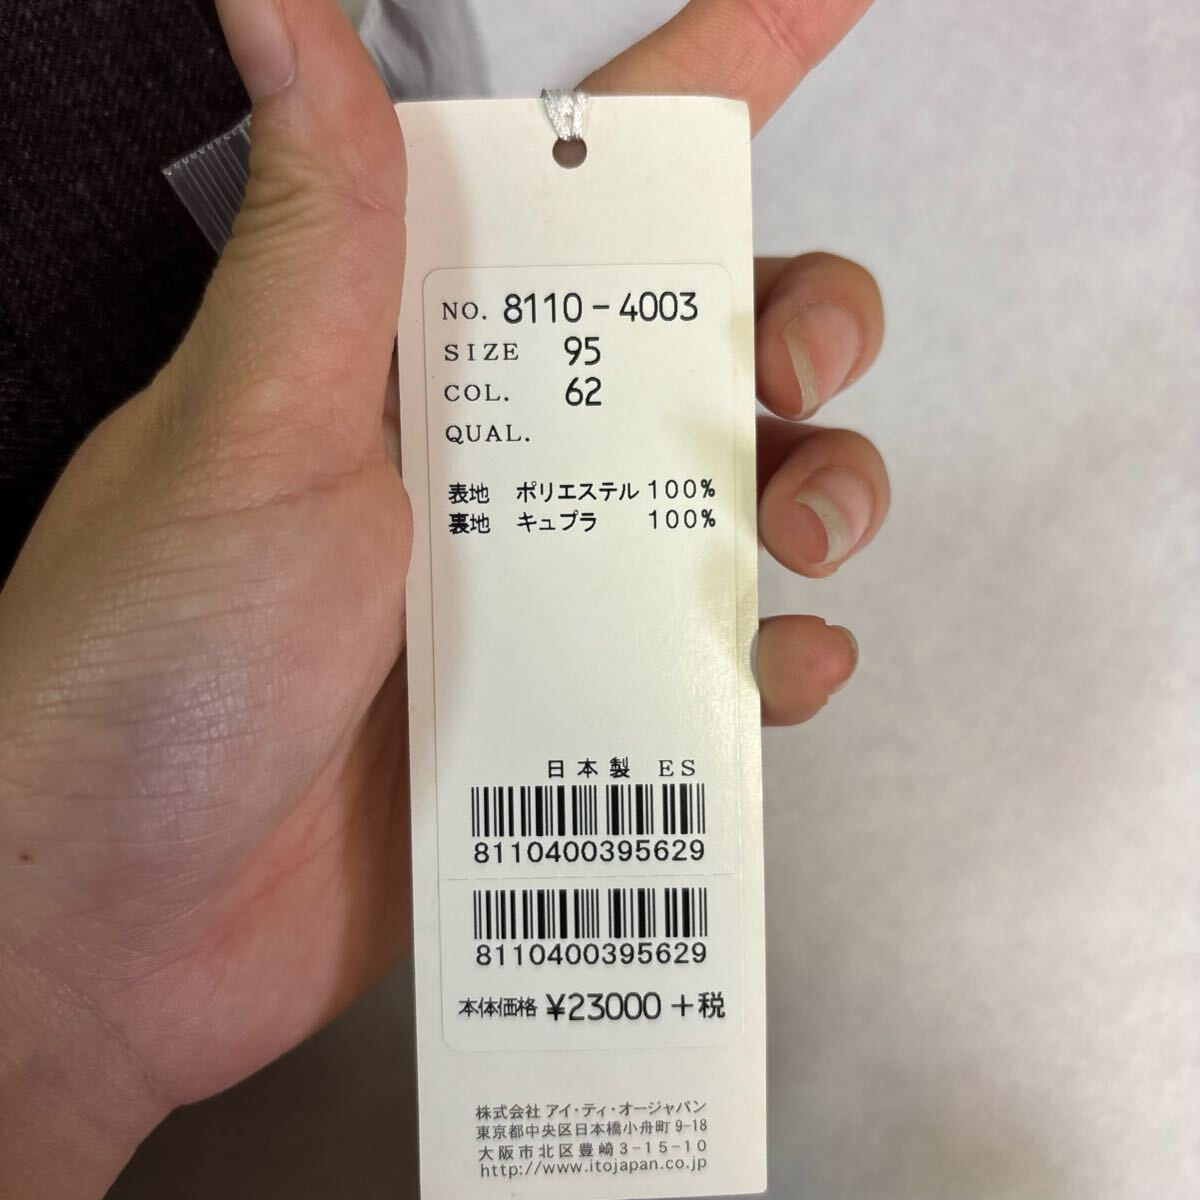 NO. 8110-4003
SIZE 95
COL. 62
QUAL.
表地 ポリエステル 100%
裏地 キュプラ 100%
日本製 ES
8110400395629
8110400395629
本体価格 ¥23000+税
株式会社 アイ・ティ・オージャパン
東京都中央区日本橋小舟町 9-18
大阪市北区豊崎 3-15-10
http://www.itojapan.co.jp